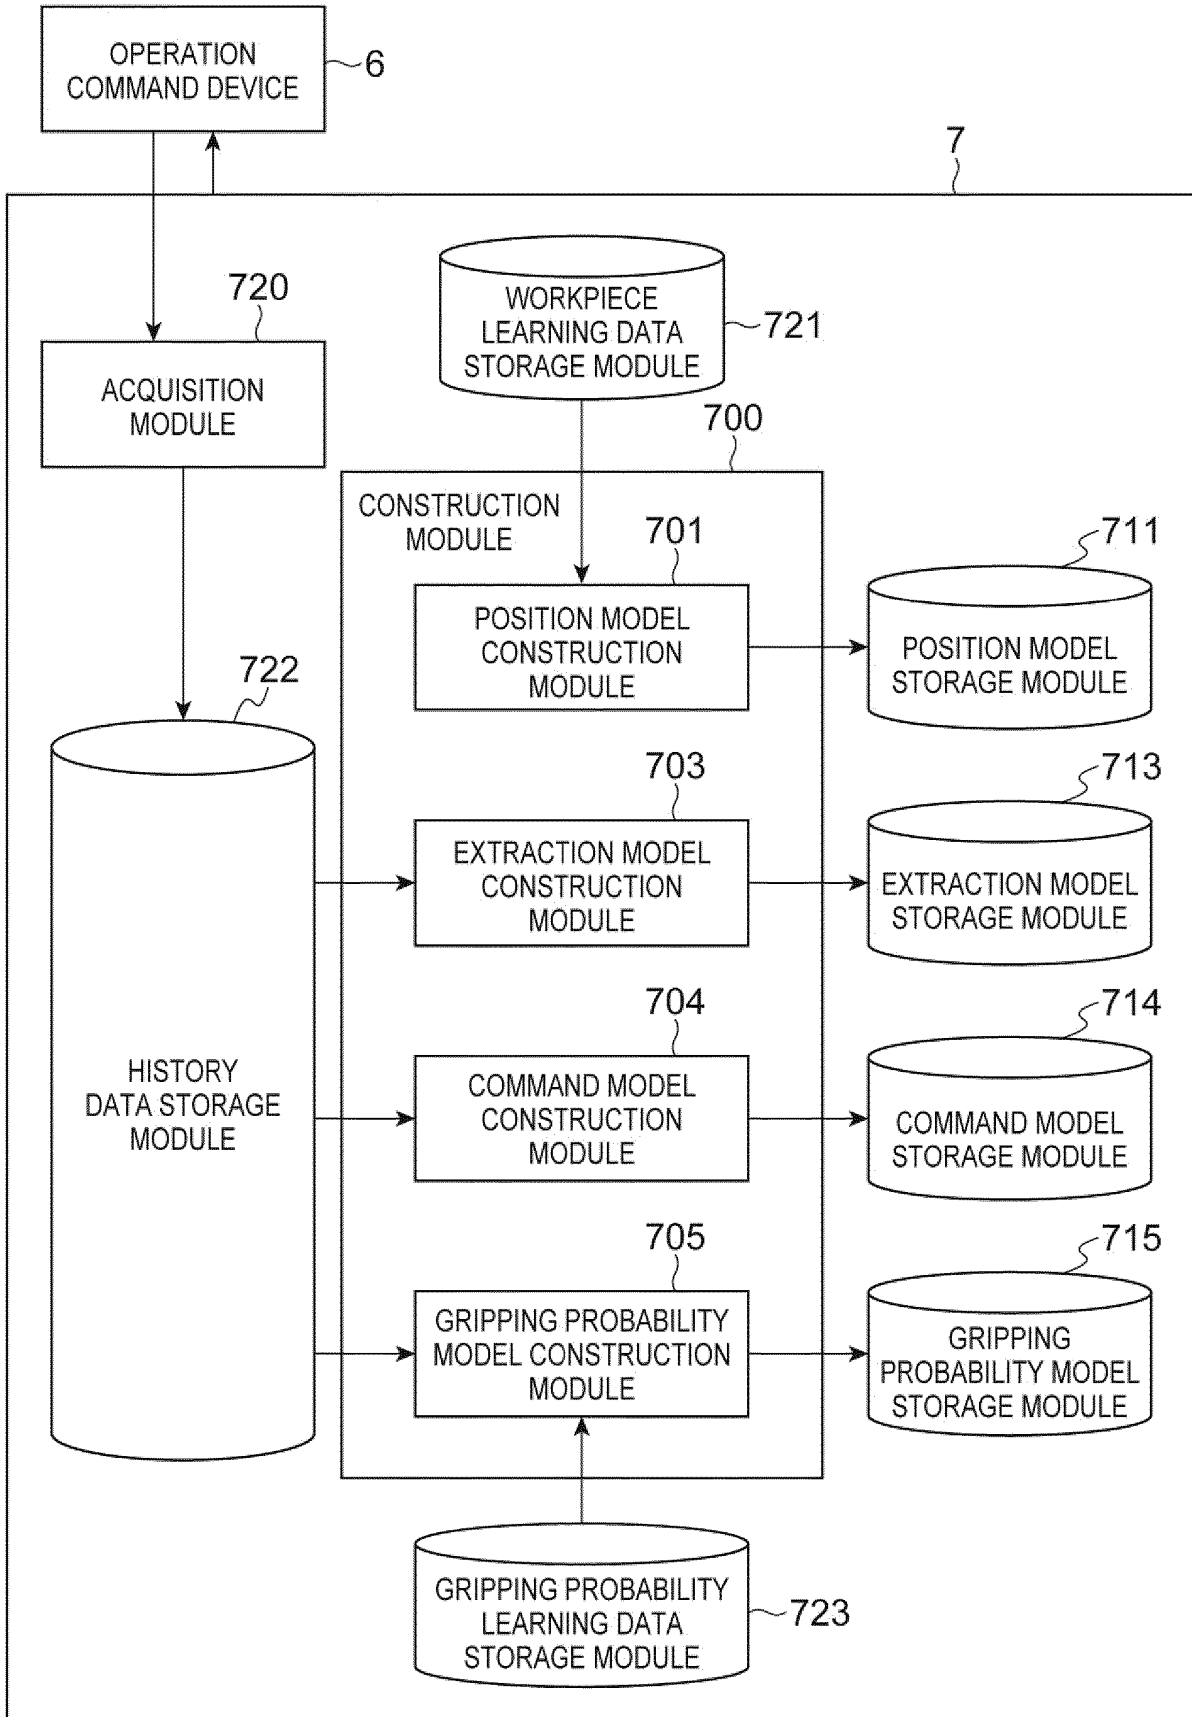 OPERATION
COMMAND DEVICE
6
7
720
ACQUISITION
MODULE
WORKPIECE
LEARNING DATA
STORAGE MODULE
721
700
CONSTRUCTION
MODULE
701
POSITION MODEL
CONSTRUCTION
MODULE
711
POSITION MODEL
STORAGE MODULE
722
HISTORY
DATA STORAGE
MODULE
703
EXTRACTION MODEL
CONSTRUCTION
MODULE
713
EXTRACTION MODEL
STORAGE MODULE
704
COMMAND MODEL
CONSTRUCTION
MODULE
714
COMMAND MODEL
STORAGE MODULE
705
GRIPPING PROBABILITY
MODEL CONSTRUCTION
MODULE
715
GRIPPING
PROBABILITY MODEL
STORAGE MODULE
GRIPPING PROBABILITY
LEARNING DATA
STORAGE MODULE
723